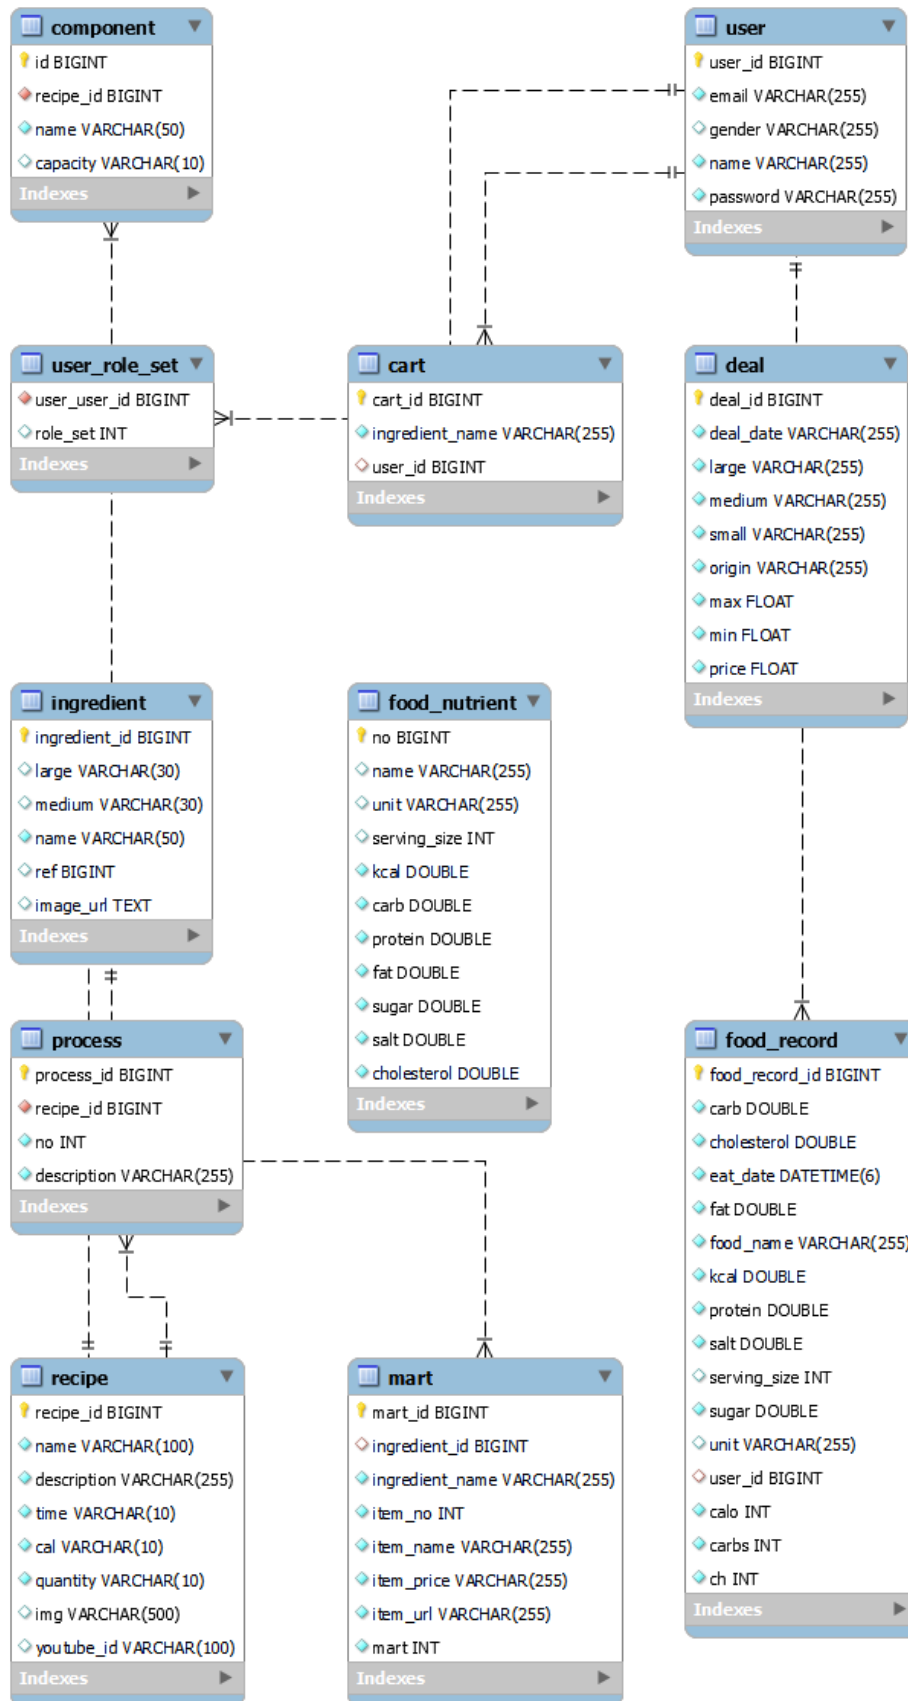 component
id BIGINT
recipe_id BIGINT
name VARCHAR(50)
capacity VARCHAR(10)
Indexes
user
user_id BIGINT
email VARCHAR(255)
gender VARCHAR(255)
name VARCHAR(255)
password VARCHAR(255)
Indexes
user_role_set
user_user_id BIGINT
role_set INT
Indexes
cart
cart_id BIGINT
ingredient_name VARCHAR(255)
user_id BIGINT
Indexes
deal
deal_id BIGINT
deal_date VARCHAR(255)
large VARCHAR(255)
medium VARCHAR(255)
small VARCHAR(255)
origin VARCHAR(255)
max FLOAT
min FLOAT
price FLOAT
Indexes
ingredient
ingredient_id BIGINT
large VARCHAR(30)
medium VARCHAR(30)
name VARCHAR(50)
ref BIGINT
image_url TEXT
Indexes
food_nutrient
no BIGINT
name VARCHAR(255)
unit VARCHAR(255)
serving_size INT
kcal DOUBLE
carb DOUBLE
protein DOUBLE
fat DOUBLE
sugar DOUBLE
salt DOUBLE
cholesterol DOUBLE
Indexes
process
process_id BIGINT
recipe_id BIGINT
no INT
description VARCHAR(255)
Indexes
food_record
food_record_id BIGINT
carb DOUBLE
cholesterol DOUBLE
eat_date DATETIME(6)
fat DOUBLE
food_name VARCHAR(255)
kcal DOUBLE
protein DOUBLE
salt DOUBLE
serving_size INT
sugar DOUBLE
unit VARCHAR(255)
user_id BIGINT
calo INT
carbs INT
ch INT
Indexes
recipe
recipe_id BIGINT
name VARCHAR(100)
description VARCHAR(255)
time VARCHAR(10)
cal VARCHAR(10)
quantity VARCHAR(10)
img VARCHAR(500)
youtube_id VARCHAR(100)
Indexes
mart
mart_id BIGINT
ingredient_id BIGINT
ingredient_name VARCHAR(255)
item_no INT
item_name VARCHAR(255)
item_price VARCHAR(255)
item_url VARCHAR(255)
mart INT
Indexes